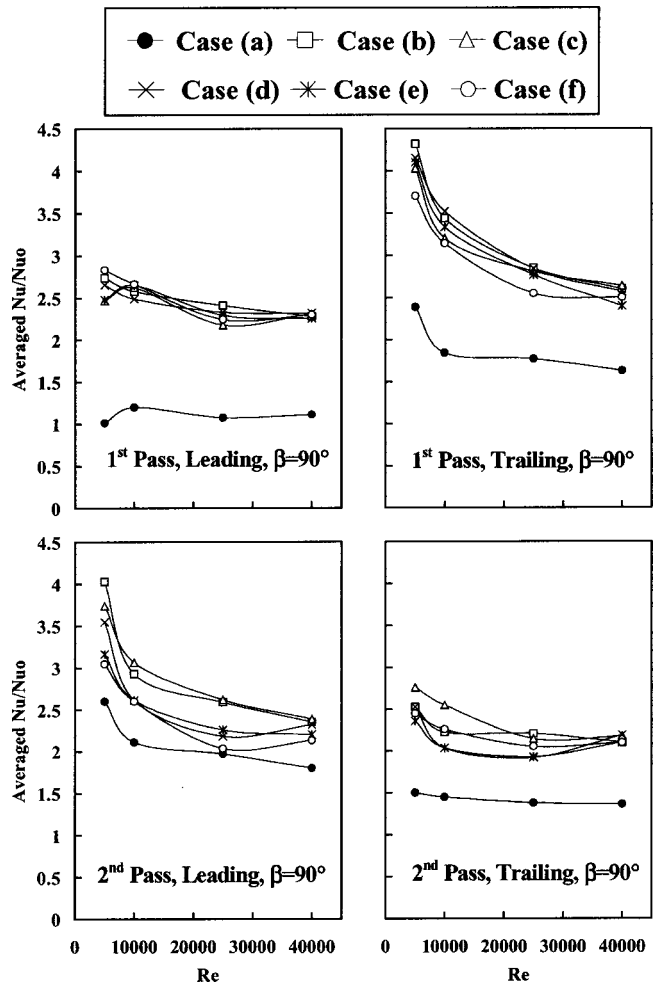 Case (a) Case (b) Case (c)
Case (d) Case (e) Case (f)
4.5
4
3.5
3
2.5
2
1.5
1
0.5
0
Averaged Nu/Nuo
1st Pass, Leading, β=90°
1st Pass, Trailing, β=90°
4.5
4
3.5
3
2.5
2
1.5
1
0.5
0
Averaged Nu/Nuo
2nd Pass, Leading, β=90°
2nd Pass, Trailing, β=90°
0 10000 20000 30000 40000
Re
0 10000 20000 30000 40000
Re